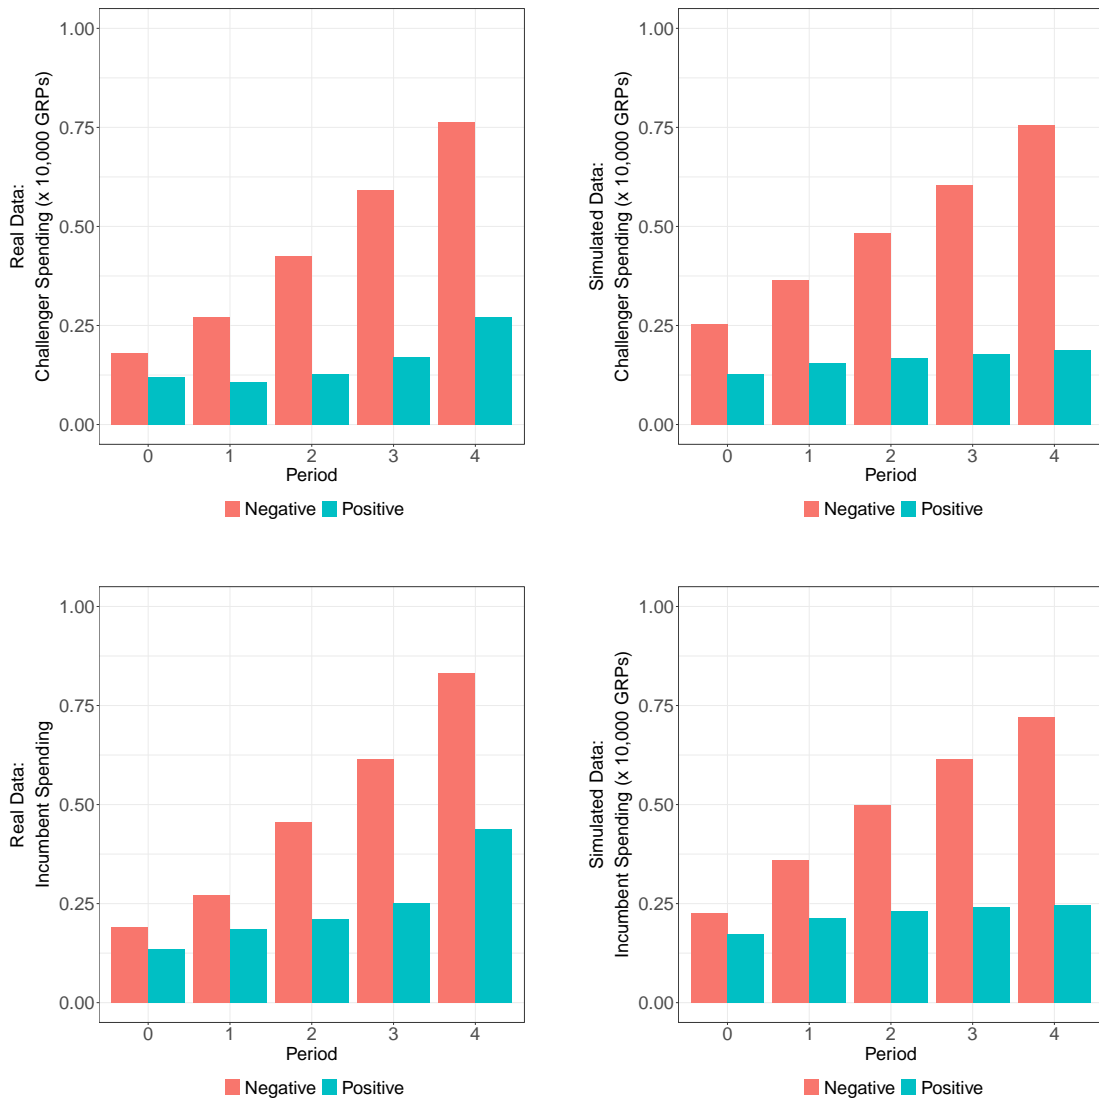 Real Data:
Challenger Spending (x 10,000 GRPs)
1.00
0.75
0.50
0.25
0.00
0 1 2 3 4
Period
Negative Positive
Simulated Data:
Challenger Spending (x 10,000 GRPs)
1.00
0.75
0.50
0.25
0.00
0 1 2 3 4
Period
Negative Positive
Real Data:
Incumbent Spending
1.00
0.75
0.50
0.25
0.00
0 1 2 3 4
Period
Negative Positive
Simulated Data:
Incumbent Spending (x 10,000 GRPs)
1.00
0.75
0.50
0.25
0.00
0 1 2 3 4
Period
Negative Positive